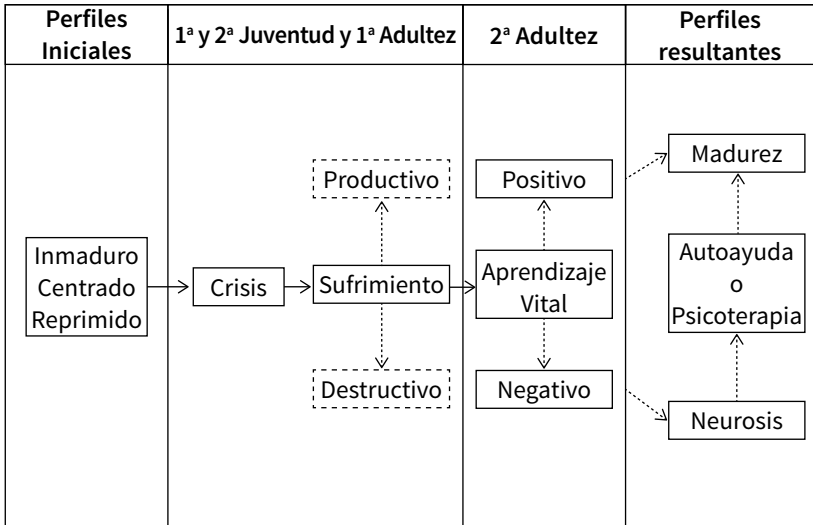 Perfiles
Iniciales
1ª y 2ª Juventud y 1ª Adultez
2ª Adultez
Perfiles
resultantes
Inmaduro
Centrado
Reprimido
Crisis
Productivo
Sufrimiento
Destructivo
Positivo
Aprendizaje
Vital
Negativo
Madurez
Autoayuda
o
Psicoterapia
Neurosis